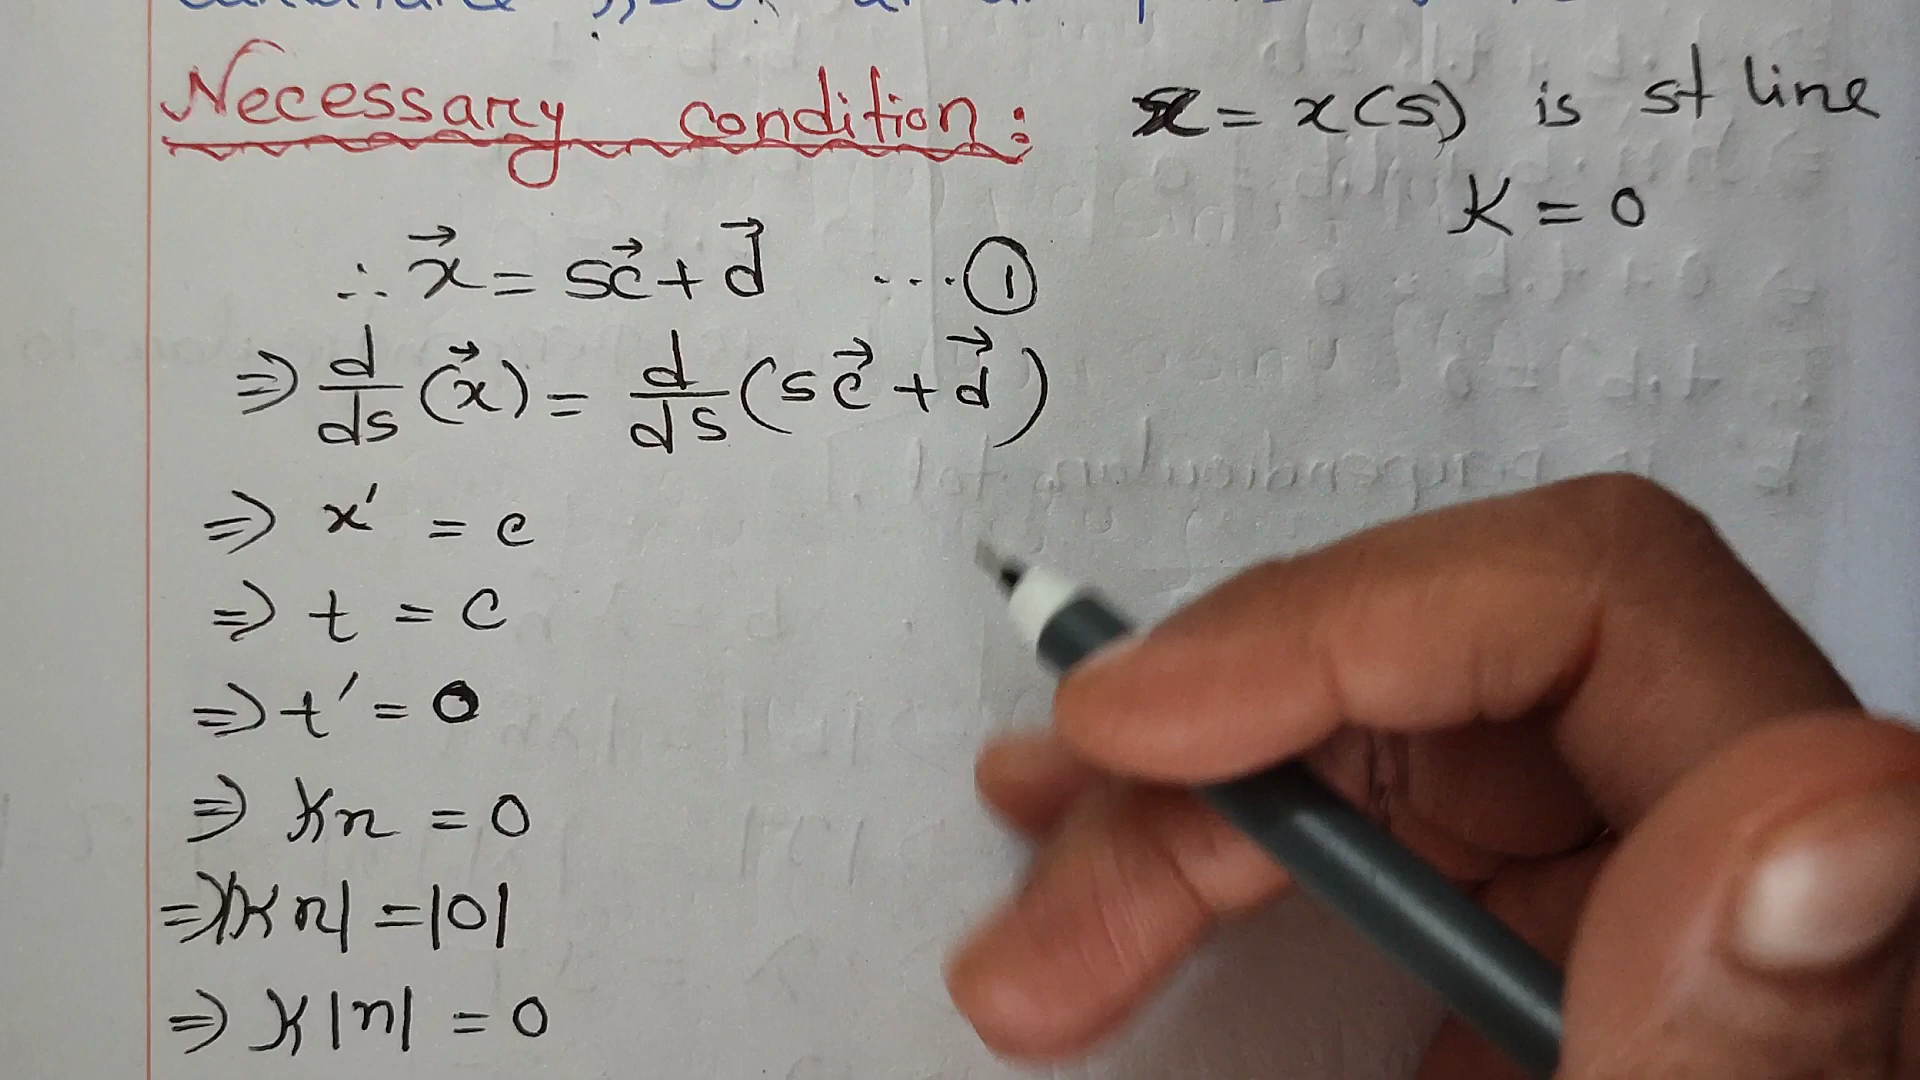 Necessary condition:
x = x(s) is st line
K = 0
∴ x⃗ = sc⃗ + d⃗ ...①
⇒ d/ds (x⃗) = d/ds (sc⃗ + d⃗)
⇒ x' = c
⇒ t = c
⇒ t' = 0
⇒ Kn = 0
⇒ |Kn| = |0|
⇒ K|n| = 0